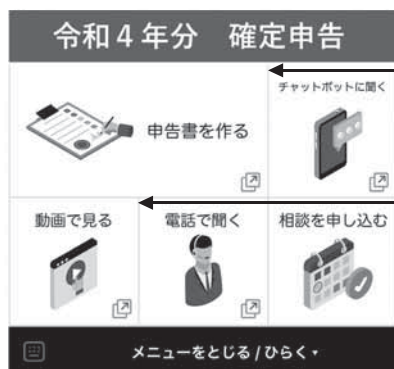 令和4年分 確定申告
申告書を作る
チャットボットに聞く
動画で見る
電話で聞く
相談を申し込む
メニューをとじる/ひらく▾